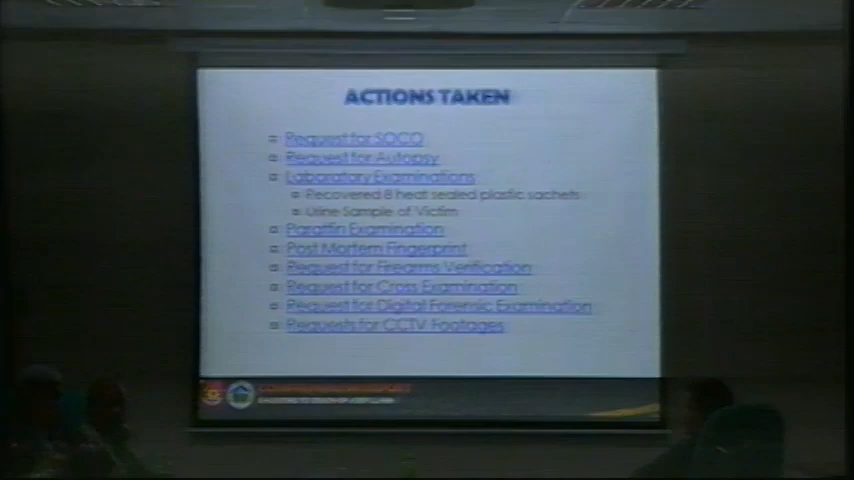 ACTIONS TAKEN
Request for SOCO
Request for Autopsy
Laboratory Examinations
Recovered 8 heat sealed plastic sachets
Urine Sample of Victim
Paraffin Examination
Post Mortem Fingerprint
Request for Firearms Verification
Request for Cross Examination
Request for Digital Forensic Examination
Requests for CCTV Footages